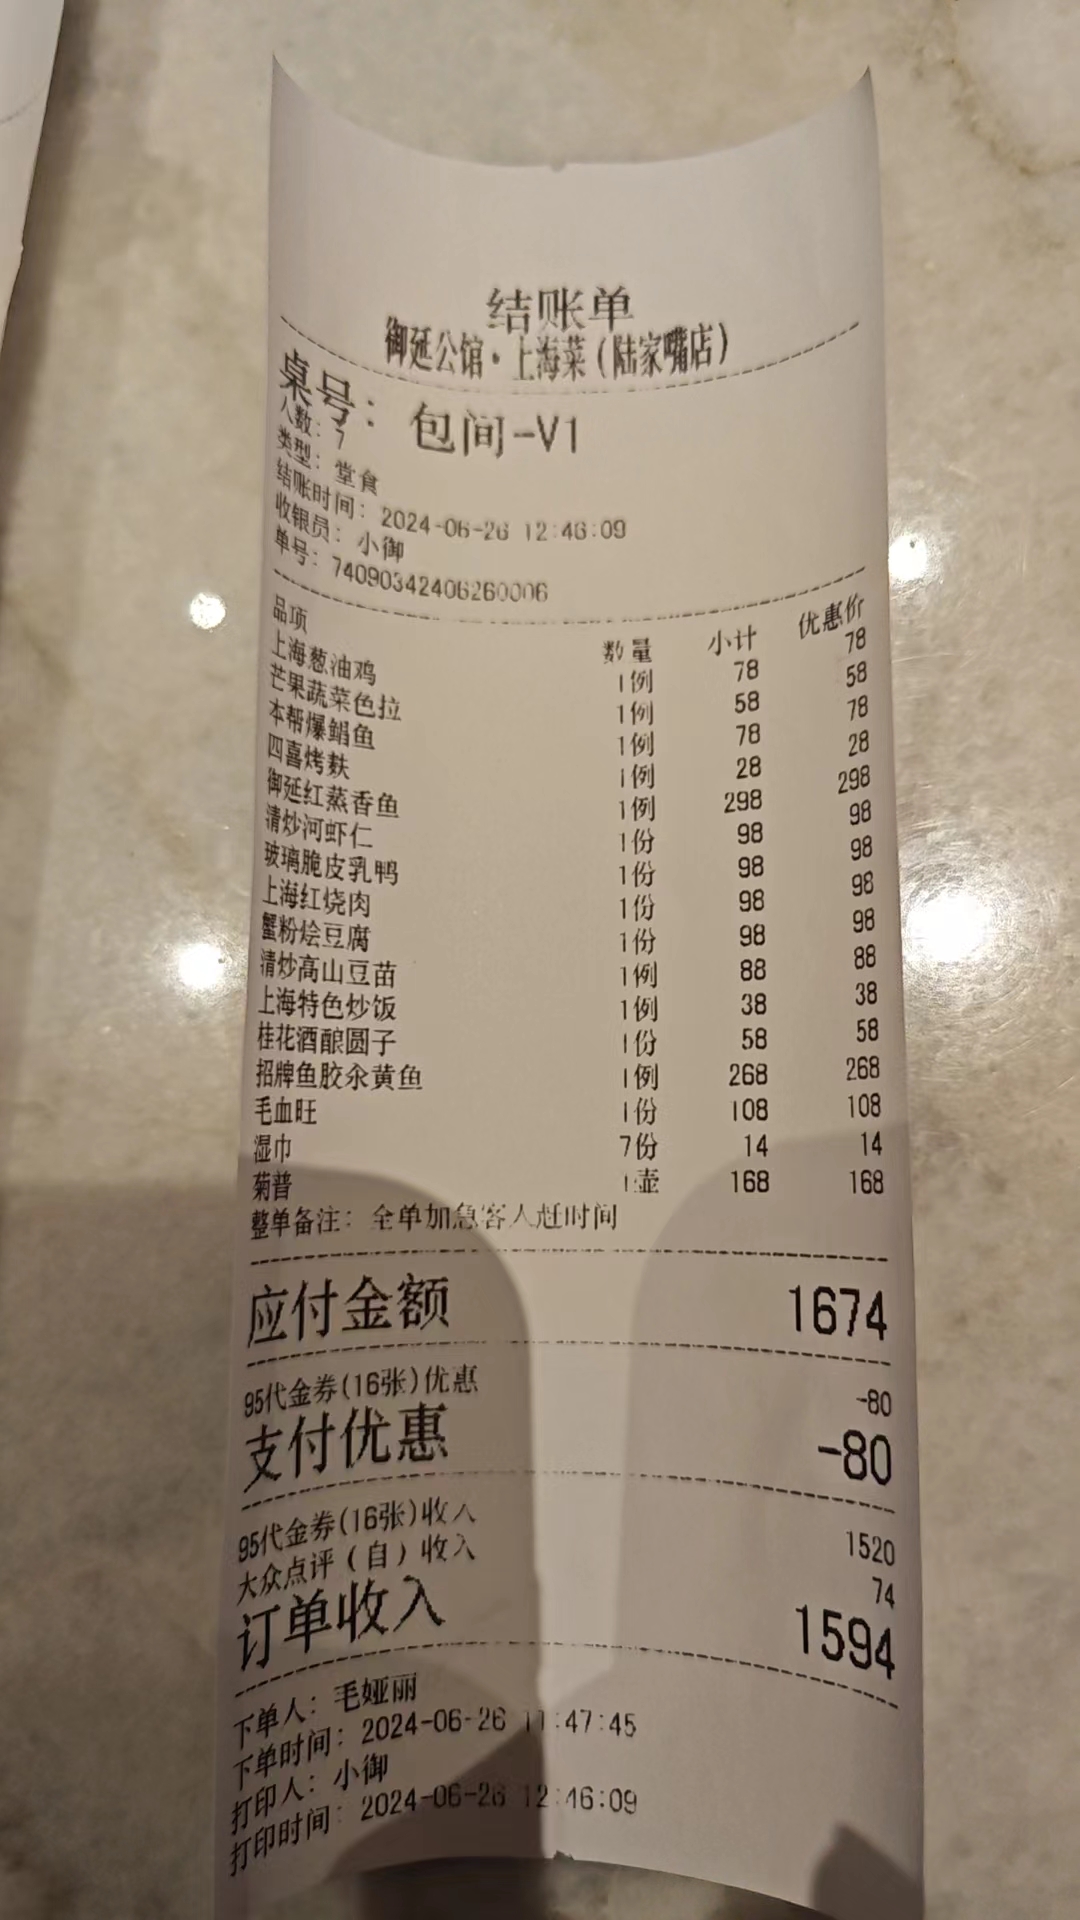 结账单
御延公馆·上海菜(陆家嘴店)
桌号: 包间-V1
人数: 7
类型: 堂食
结账时间: 2024-06-26 12:46:09
收银员: 小御
单号: 74090342406260006
品项 数量 小计 优惠价
上海葱油鸡 1例 78 78
芒果蔬菜色拉 1例 58 58
本帮爆鲳鱼 1例 78 78
四喜烤麸 1例 28 28
御延红蒸香鱼 1例 298 298
清炒河虾仁 1份 98 98
玻璃脆皮乳鸭 1份 98 98
上海红烧肉 1份 98 98
蟹粉烩豆腐 1份 98 98
清炒高山豆苗 1例 88 88
上海特色炒饭 1例 38 38
桂花酒酿圆子 1份 58 58
招牌鱼胶汆黄鱼 1例 268 268
毛血旺 1份 108 108
湿巾 7份 14 14
菊普 1壶 168 168
整单备注: 全单加急客人赶时间
应付金额 1674
95代金券(16张)优惠 -80
支付优惠 -80
95代金券(16张)收入 1520
大众点评(自)收入 74
订单收入 1594
下单人: 毛娅丽
下单时间: 2024-06-26 11:47:45
打印人: 小御
打印时间: 2024-06-26 12:46:09